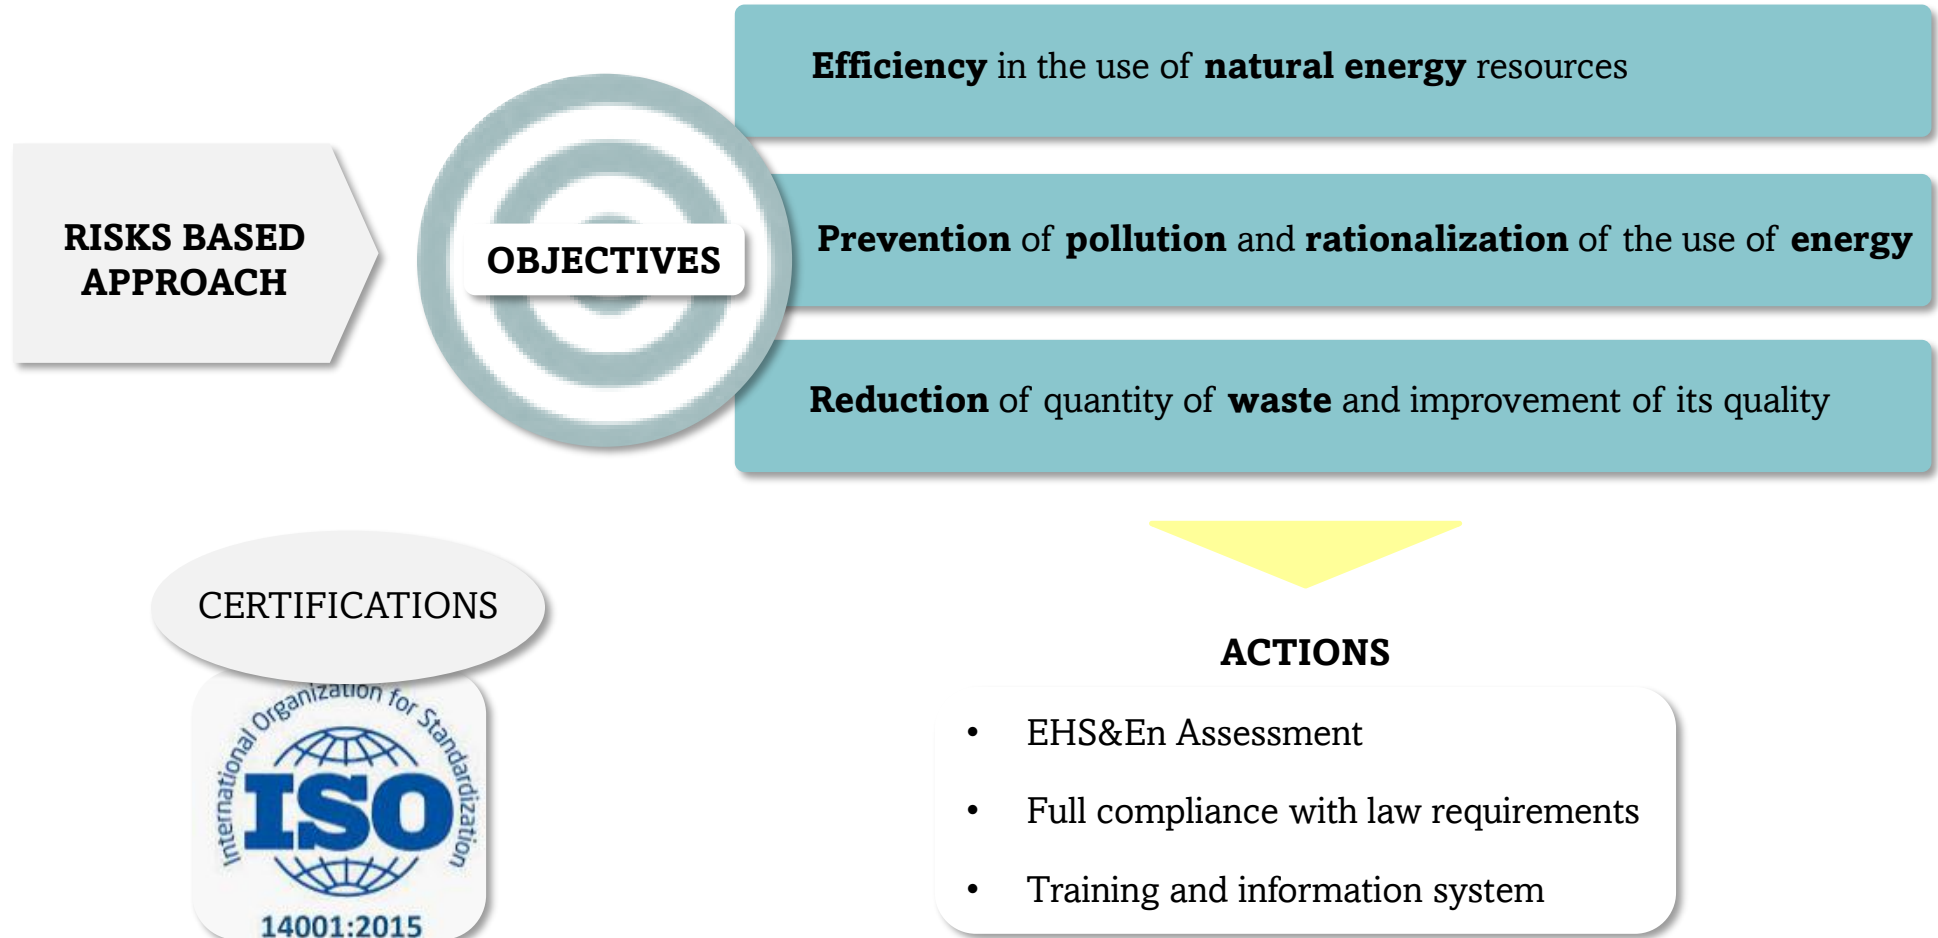 Efficiency in the use of natural energy resources
RISKS BASED
APPROACH
OBJECTIVES
Prevention of pollution and rationalization of the use of energy
Reduction of quantity of waste and improvement of its quality
CERTIFICATIONS
International Organization for Standardization
ISO
14001:2015
ACTIONS
• EHS&En Assessment
• Full compliance with law requirements
• Training and information system